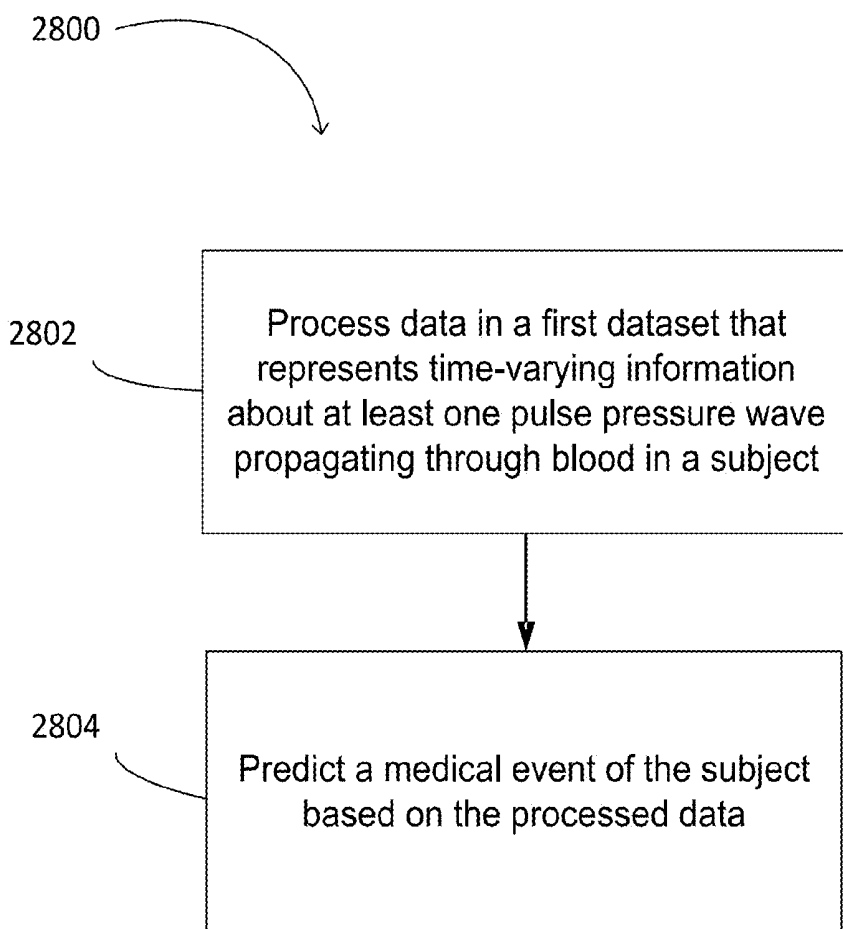 2800
2802
Process data in a first dataset that
represents time-varying information
about at least one pulse pressure wave
propagating through blood in a subject
2804
Predict a medical event of the subject
based on the processed data